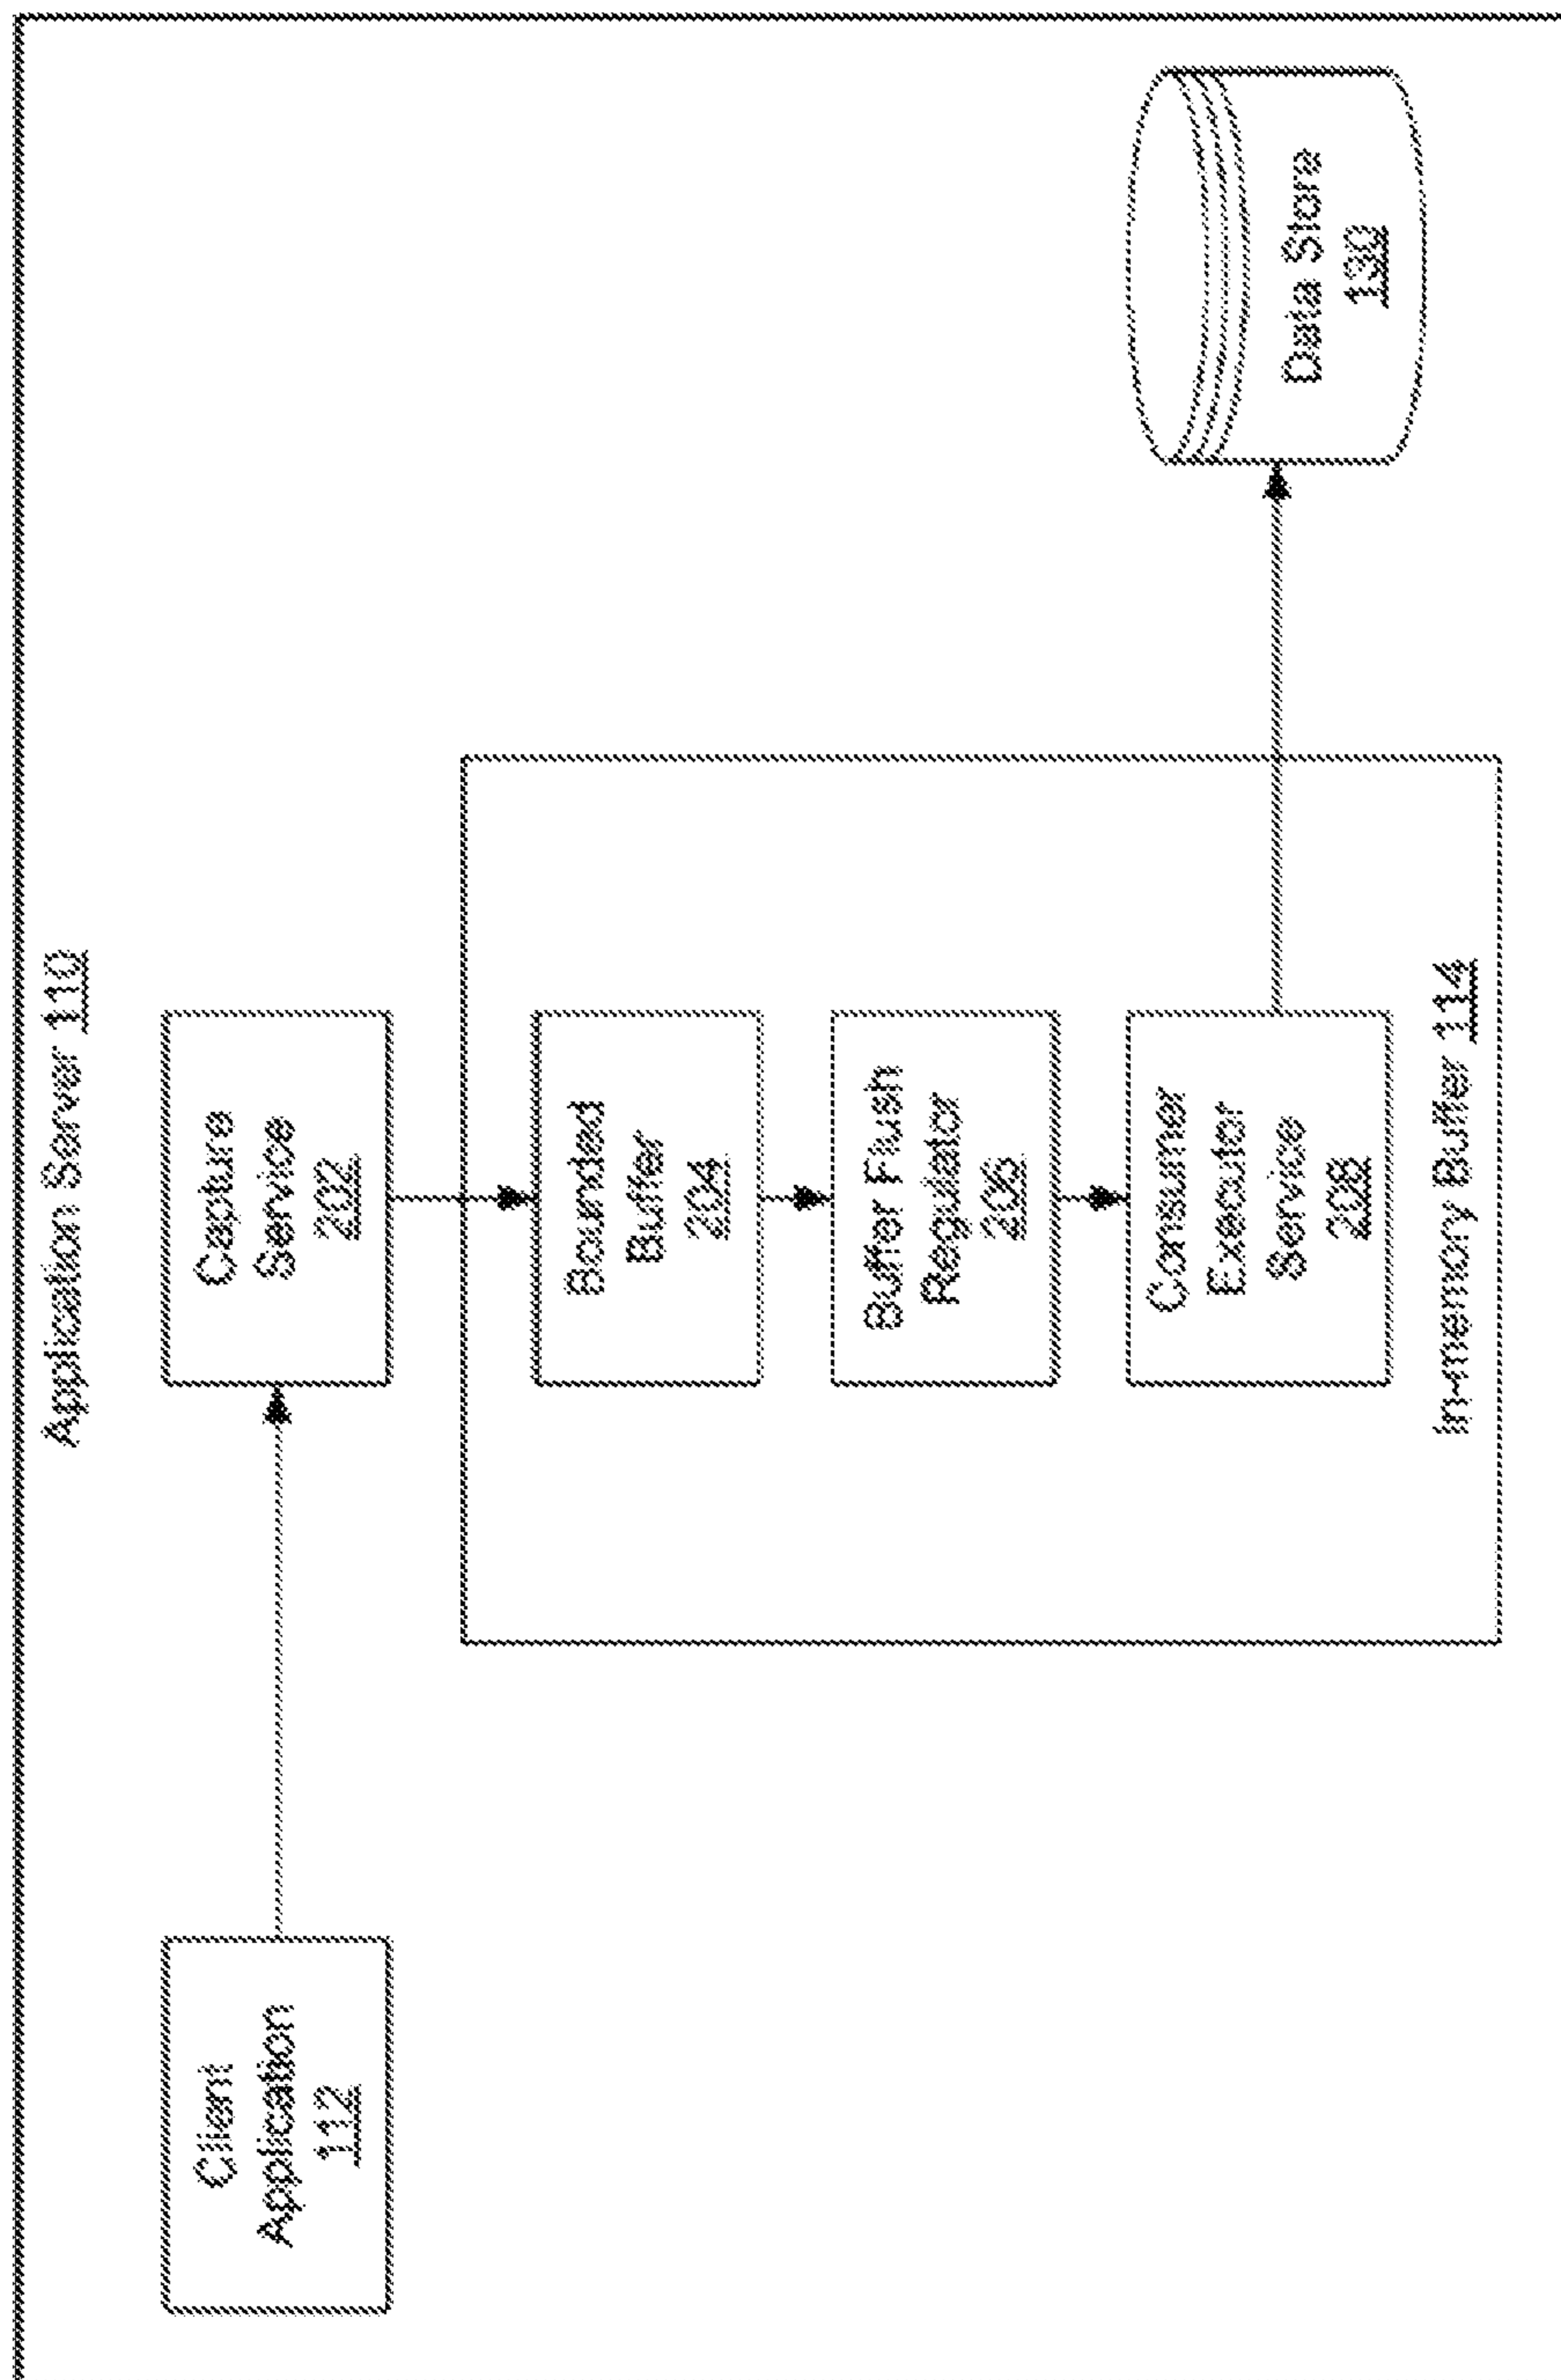 Application Server 110
Client
Application
112
Capture
Service
202
Bounded
Buffer
204
Buffer Flush
Regulator
206
Consumer
Executor
Service
208
In-memory Buffer 114
Data Store
130